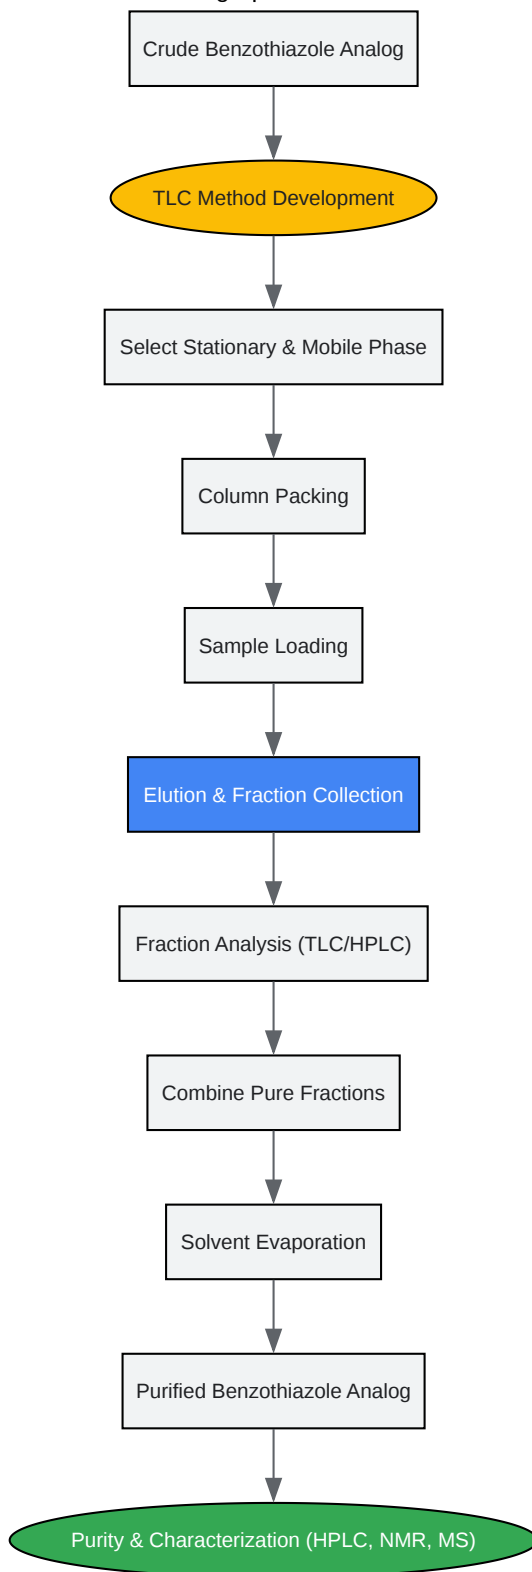 Crude Benzothiazole Analog
TLC Method Development
Select Stationary & Mobile Phase
Column Packing
Sample Loading
Elution & Fraction Collection
Fraction Analysis (TLC/HPLC)
Combine Pure Fractions
Solvent Evaporation
Purified Benzothiazole Analog
Purity & Characterization (HPLC, NMR, MS)